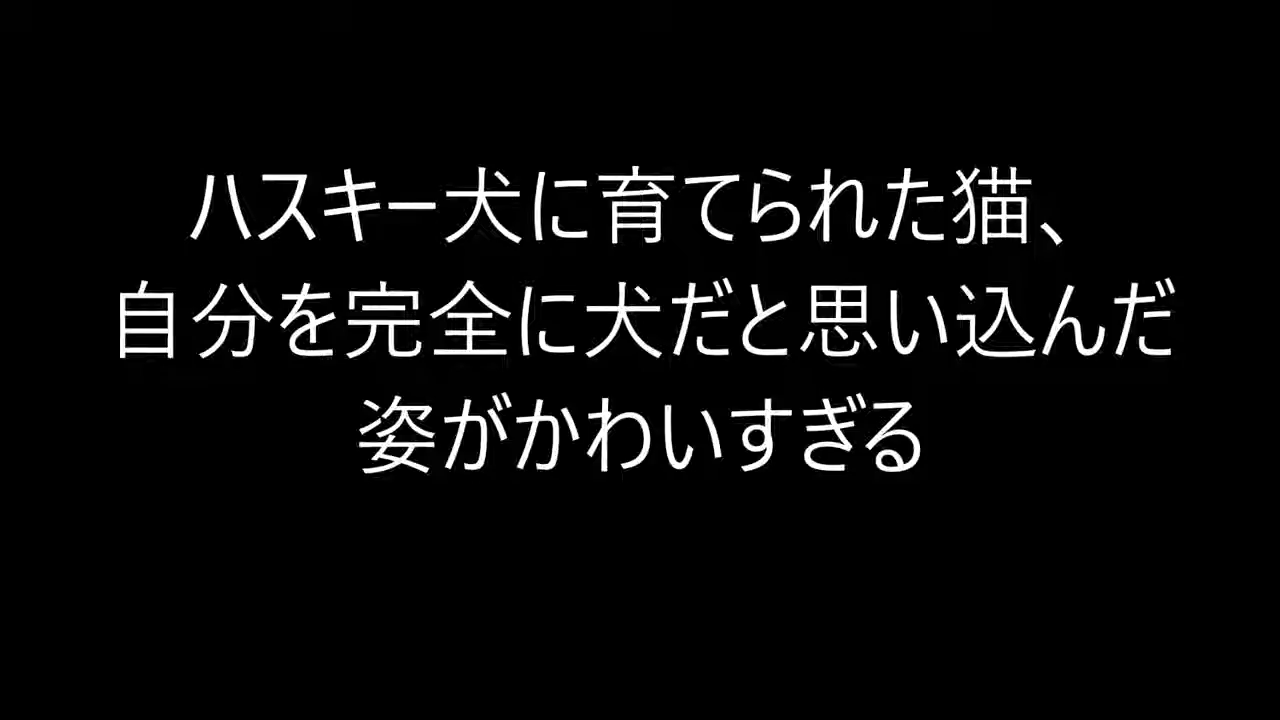 ハスキー犬に育てられた猫、
自分を完全に犬だと思い込んだ
姿がかわいすぎる